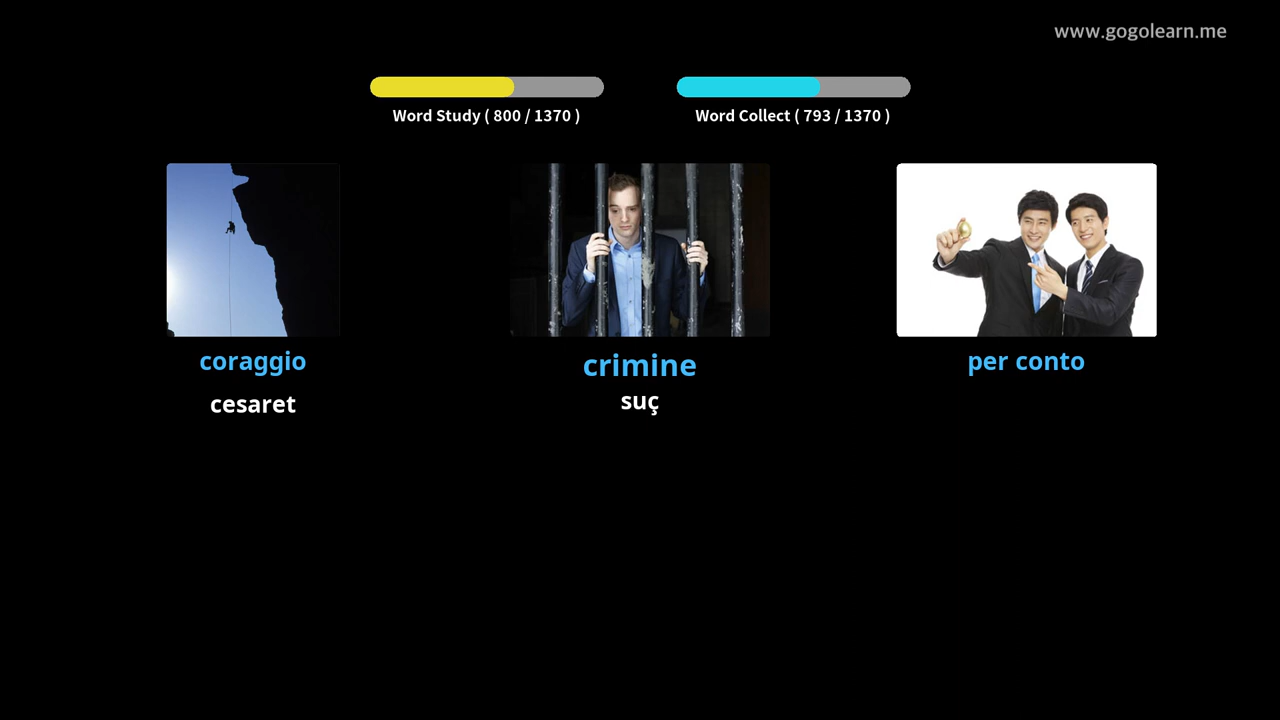 www.gogolearn.me
Word Study ( 800 / 1370 )
Word Collect ( 793 / 1370 )
coraggio
cesaret
crimine
suç
per conto